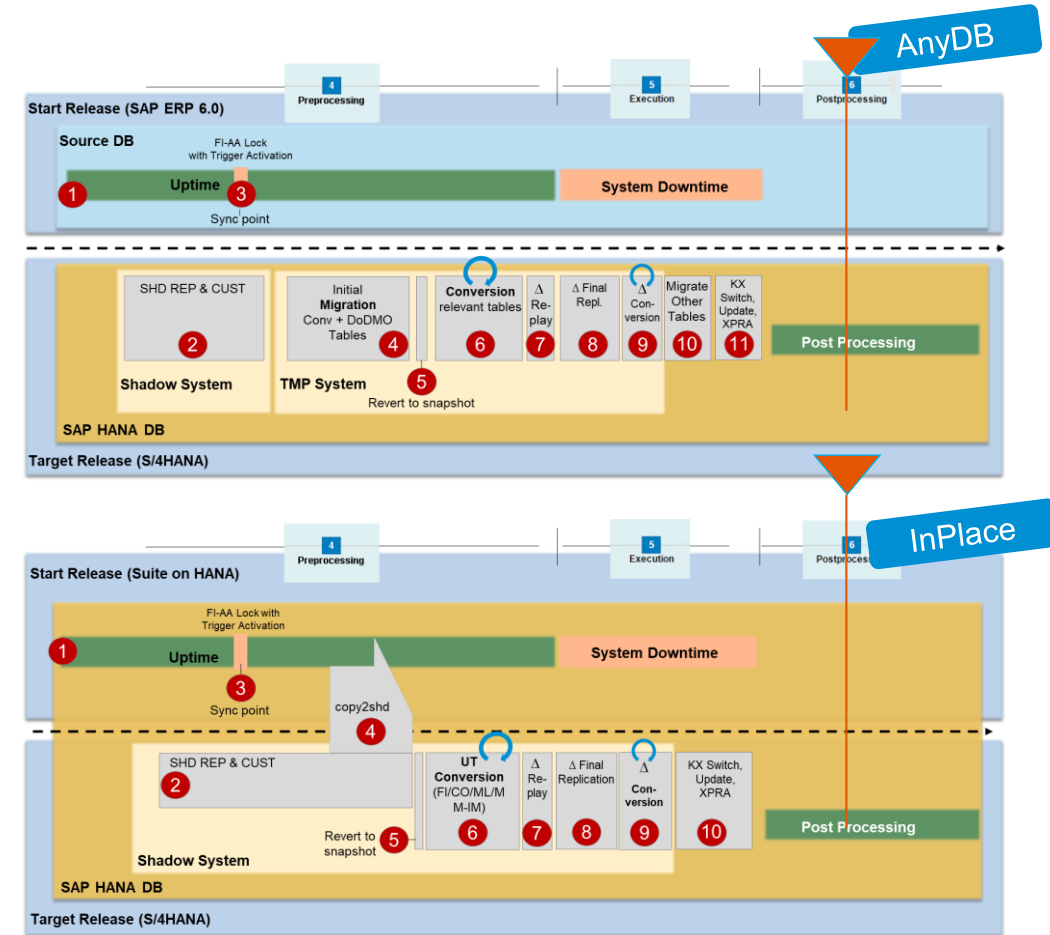 AnyDB
4
Preprocessing
5
Execution
6
Postprocessing
Start Release (SAP ERP 6.0)
Source DB
FI-AA Lock
with Trigger Activation
1
Uptime
3
System Downtime
Sync point
SHD REP & CUST
2
Shadow System
Initial
Migration
Conv + DoDMO
Tables
4
TMP System
5
Revert to snapshot
Conversion
relevant tables
6
Δ
Re-
play
7
Δ Final
Repl.
8
Δ
Con-
version
9
Migrate
Other
Tables
10
KX
Switch,
Update,
XPRA
11
Post Processing
SAP HANA DB
Target Release (S/4HANA)
InPlace
4
Preprocessing
5
Execution
6
Postproces
Start Release (Suite on HANA)
FI-AA Lock with
Trigger Activation
1
Uptime
System Downtime
3
Sync point
copy2shd
4
SHD REP & CUST
2
Revert to
snapshot
5
Shadow System
UT
Conversion
(FI/CO/ML/M
M-IM)
6
Δ
Re-
play
7
Δ Final
Replication
8
Δ
Con-
version
9
KX Switch,
Update,
XPRA
10
Post Processing
SAP HANA DB
Target Release (S/4HANA)